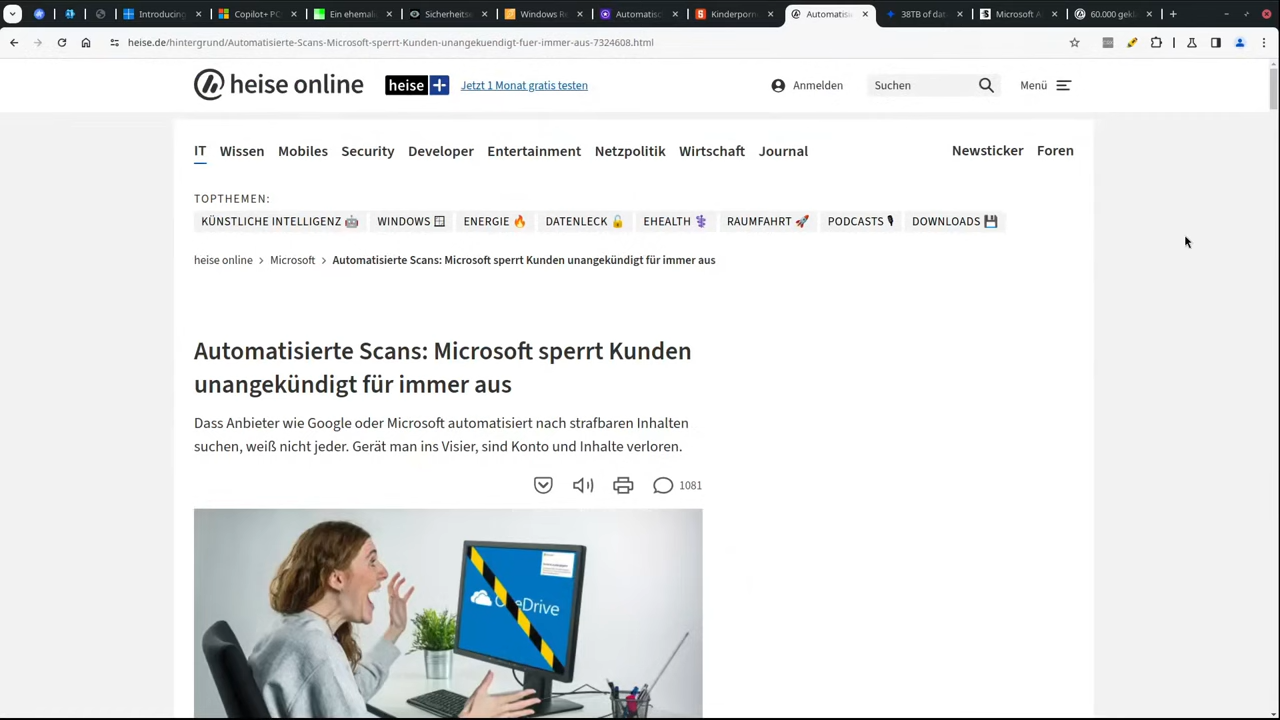 Introducing
Copilot+ PC
Ein ehemal
Sicherheitse
Windows Re
Automatisc
Kinderporn
Automatis
38TB of dat
Microsoft A
60.000 gekl
heise.de/hintergrund/Automatisierte-Scans-Microsoft-sperrt-Kunden-unangekuendigt-fuer-immer-aus-7324608.html
heise online
heise+
Jetzt 1 Monat gratis testen
Anmelden
Suchen
Menü
IT Wissen Mobiles Security Developer Entertainment Netzpolitik Wirtschaft Journal Newsticker Foren
TOPTHEMEN:
KÜNSTLICHE INTELLIGENZ 🤖 WINDOWS 🪟 ENERGIE 🔥 DATENLECK 🔓 EHEALTH ⚕️ RAUMFAHRT 🚀 PODCASTS 🎙 DOWNLOADS 💾
heise online > Microsoft > Automatisierte Scans: Microsoft sperrt Kunden unangekündigt für immer aus
Automatisierte Scans: Microsoft sperrt Kunden
unangekündigt für immer aus
Dass Anbieter wie Google oder Microsoft automatisiert nach strafbaren Inhalten
suchen, weiß nicht jeder. Gerät man ins Visier, sind Konto und Inhalte verloren.
1081
OneDrive